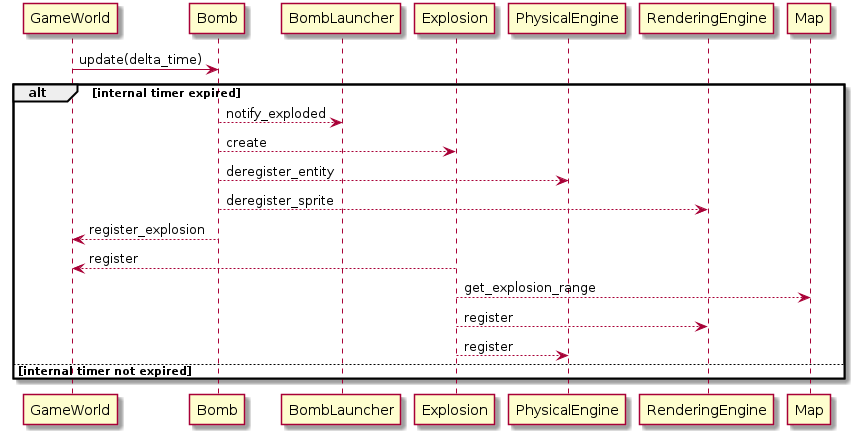 GameWorld Bomb BombLauncher Explosion PhysicalEngine RenderingEngine Map
update(delta_time)
alt [internal timer expired]
notify_exploded
create
deregister_entity
deregister_sprite
register_explosion
register
get_explosion_range
register
register
[internal timer not expired]
GameWorld Bomb BombLauncher Explosion PhysicalEngine RenderingEngine Map